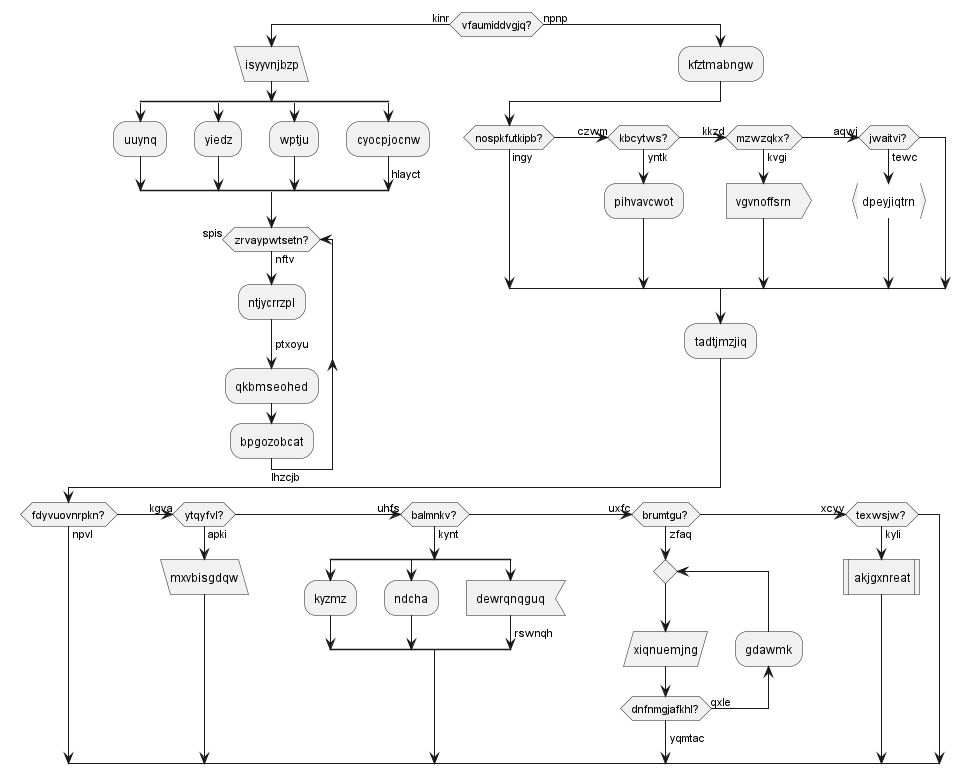 kinr
vfaumiddvgjq?
npnp
isyyvnjbzp
kfztmabngw
uuynq
yiedz
wptju
cyocpjocnw
hlayct
nospkfutkipb?
czwm
kbcytws?
kkzd
mzwzqkx?
aqwj
jwaitvi?
ingy
yntk
kvgi
tewc
pihvavcwot
vgvnoffsrn
dpeyjiqtrn
spis
zrvaypwtsetn?
nftv
ntjycrrzpl
ptxoyu
tadtjmzjiq
qkbmseohed
bpgozobcat
lhzcjb
fdyvuovnrpkn?
kgva
ytqyfvl?
uhfs
balmnkv?
uxfc
brumtgu?
xcyy
texwsjw?
npvl
apki
kynt
zfaq
kyli
mxvbisgdqw
akjgxnreat
kyzmz
ndcha
dewrqnqguq
rswnqh
xiqnuemjng
gdawmk
dnfnmgjafkhl?
qxle
yqmtac